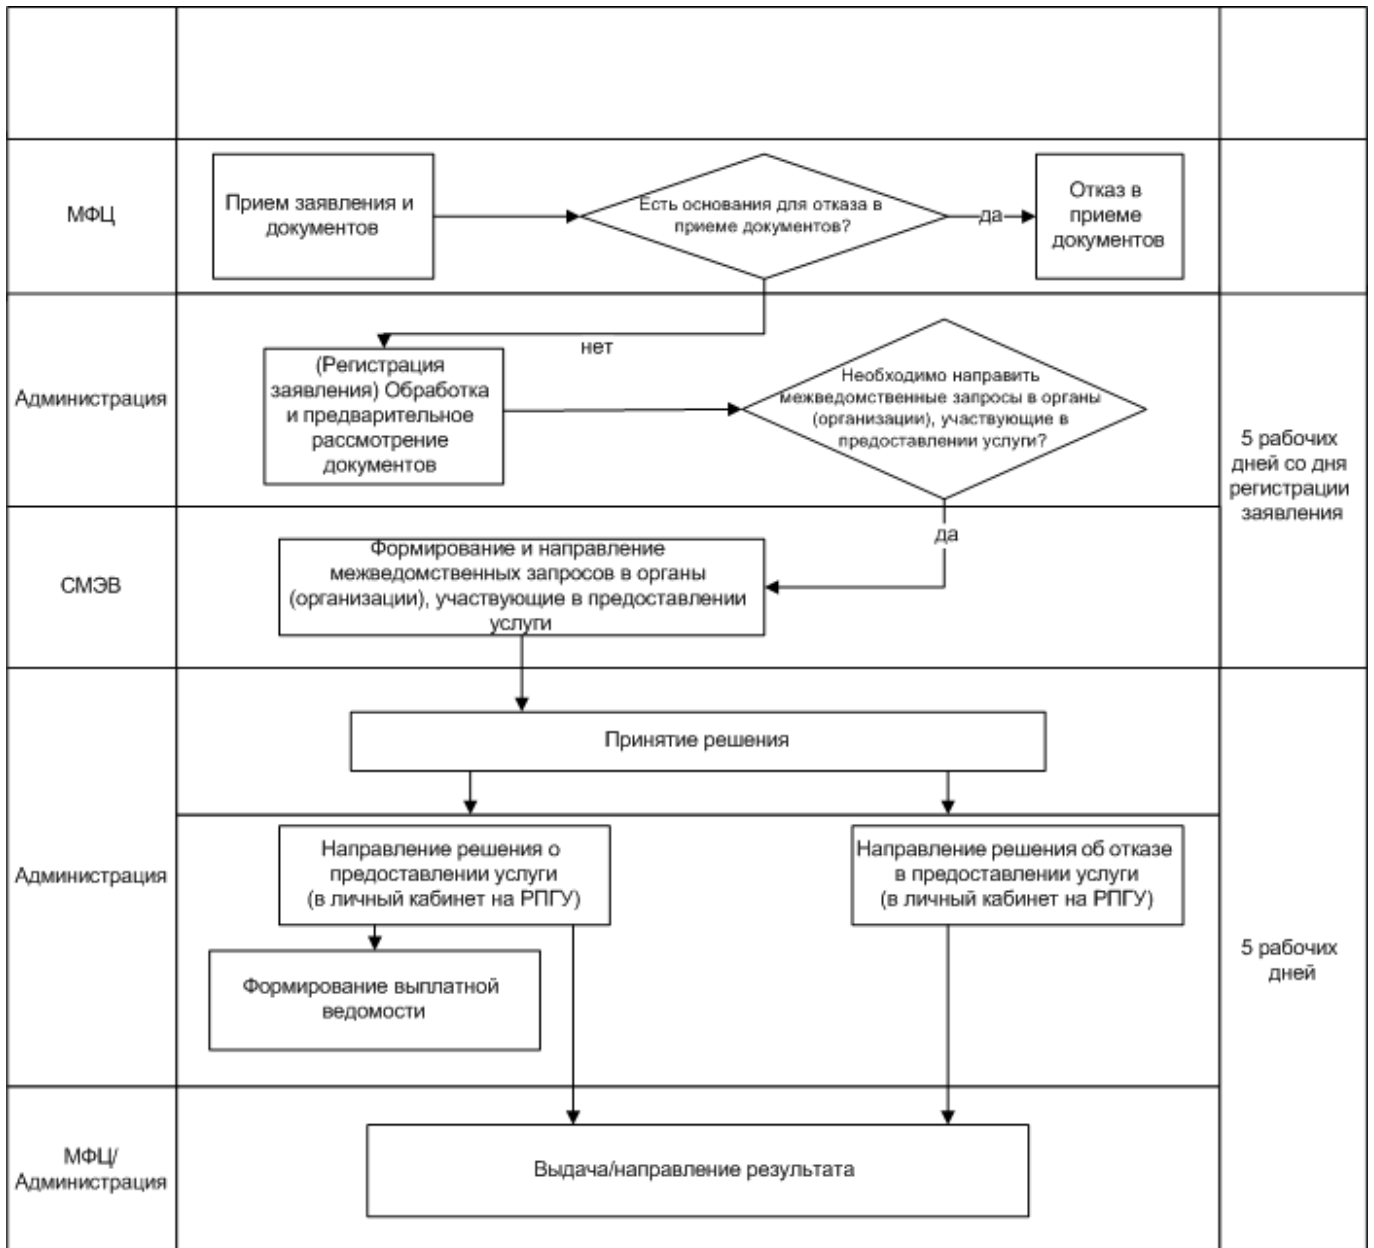 МФЦ
Прием заявления и
документов
Есть основания для отказа в
приеме документов?
да
Отказ в
приеме
документов
нет
Администрация
(Регистрация
заявления) Обработка
и предварительное
рассмотрение
документов
Необходимо направить
межведомственные запросы в органы
(организации), участвующие в
предоставлении услуги?
5 рабочих
дней со дня
регистрации
заявления
да
СМЭВ
Формирование и направление
межведомственных запросов в органы
(организации), участвующие в предоставлении
услуги
Принятие решения
Администрация
Направление решения о
предоставлении услуги
(в личный кабинет на РПГУ)
Направление решения об отказе
в предоставлении услуги
(в личный кабинет на РПГУ)
Формирование выплатной
ведомости
5 рабочих
дней
МФЦ/
Администрация
Выдача/направление результата